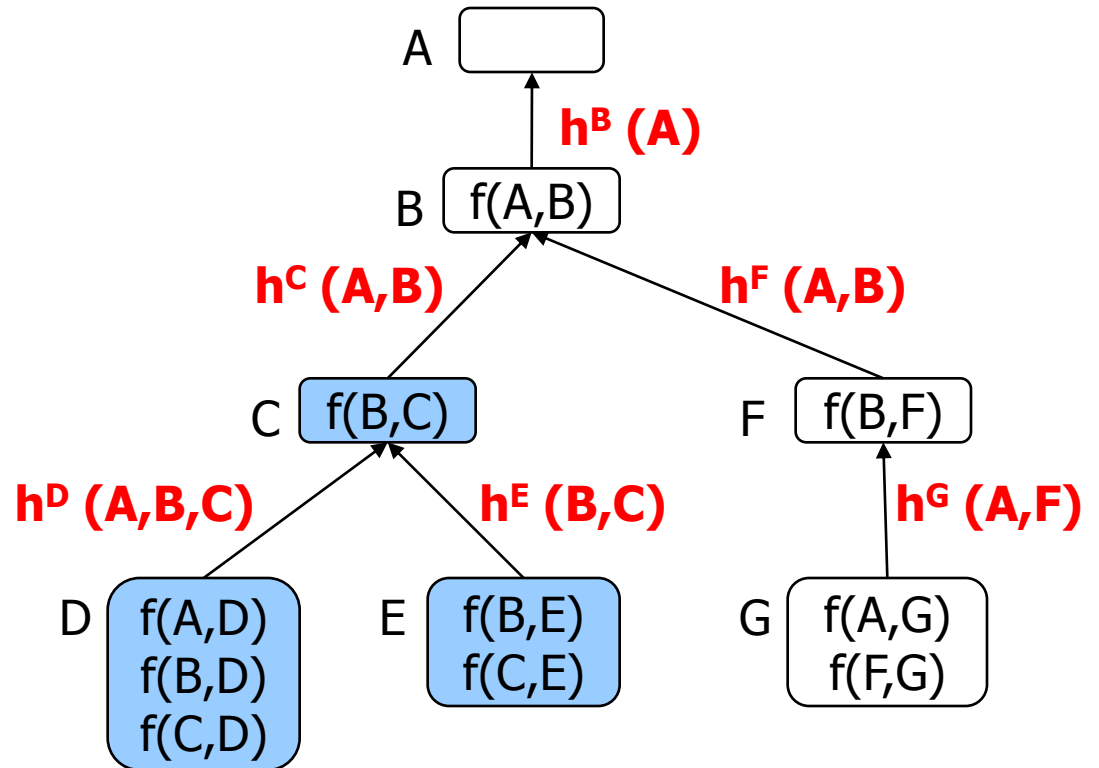 A
hᴮ (A)
B f(A,B)
hᶜ (A,B) hᶠ (A,B)
C f(B,C) F f(B,F)
hᴰ (A,B,C) hᴱ (B,C) hᴳ (A,F)
D f(A,D) E f(B,E) G f(A,G)
f(B,D) f(C,E) f(F,G)
f(C,D)